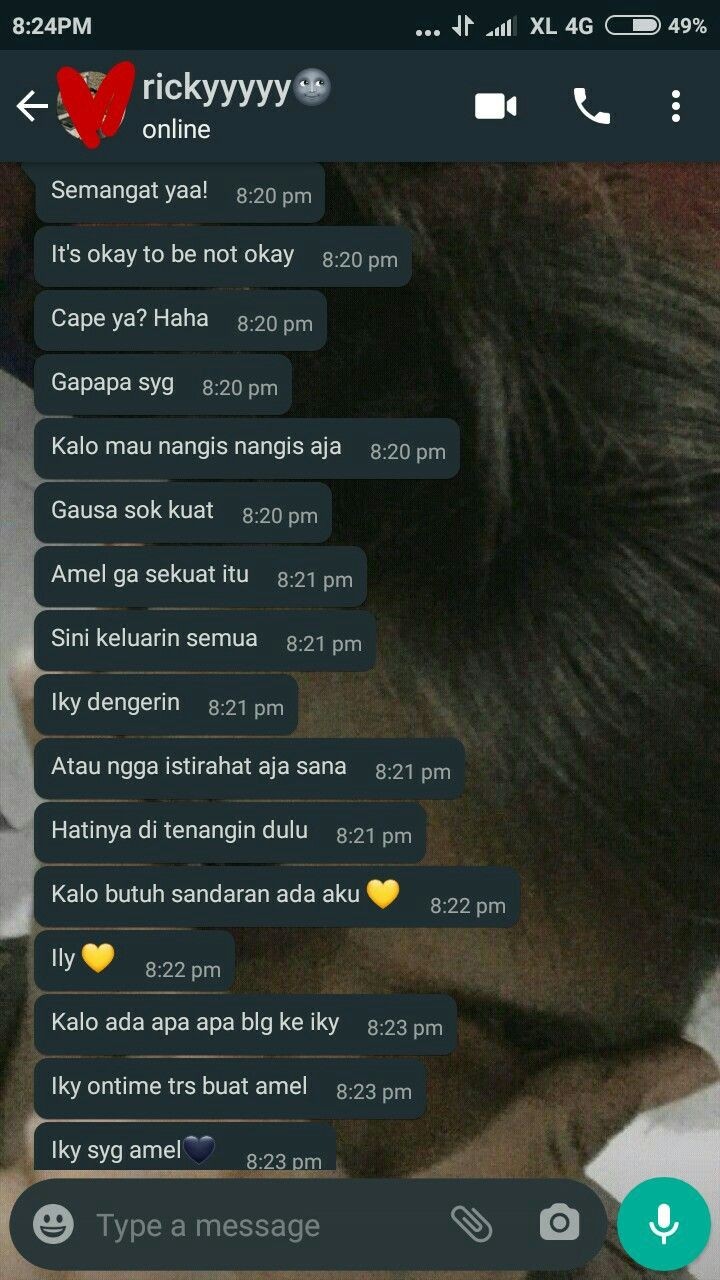 8:24PM ... XL 4G 49%
rickyyyyy🌚
online
Semangat yaa! 8:20 pm
It's okay to be not okay 8:20 pm
Cape ya? Haha 8:20 pm
Gapapa syg 8:20 pm
Kalo mau nangis nangis aja 8:20 pm
Gausa sok kuat 8:20 pm
Amel ga sekuat itu 8:21 pm
Sini keluarin semua 8:21 pm
Iky dengerin 8:21 pm
Atau ngga istirahat aja sana 8:21 pm
Hatinya di tenangin dulu 8:21 pm
Kalo butuh sandaran ada aku 💛 8:22 pm
Ily 💛 8:22 pm
Kalo ada apa apa blg ke iky 8:23 pm
Iky ontime trs buat amel 8:23 pm
Iky syg amel🖤 8:23 pm
Type a message